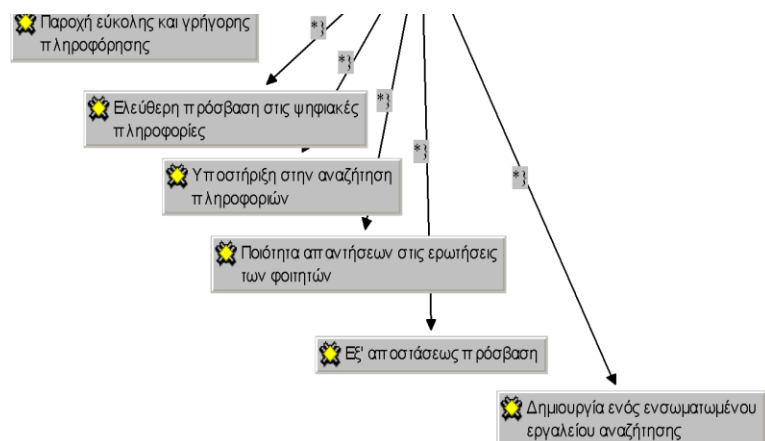 Παροχή εύκολης και γρήγορης
πληροφόρησης
*}
*}
Ελεύθερη πρόσβαση στις ψηφιακές
πληροφορίες
*}
*}
Υποστήριξη στην αναζήτηση
πληροφοριών
*}
Ποιότητα απαντήσεων στις ερωτήσεις
των φοιτητών
Εξ' αποστάσεως πρόσβαση
Δημιουργία ενός ενσωματωμένου
εργαλείου αναζήτησης